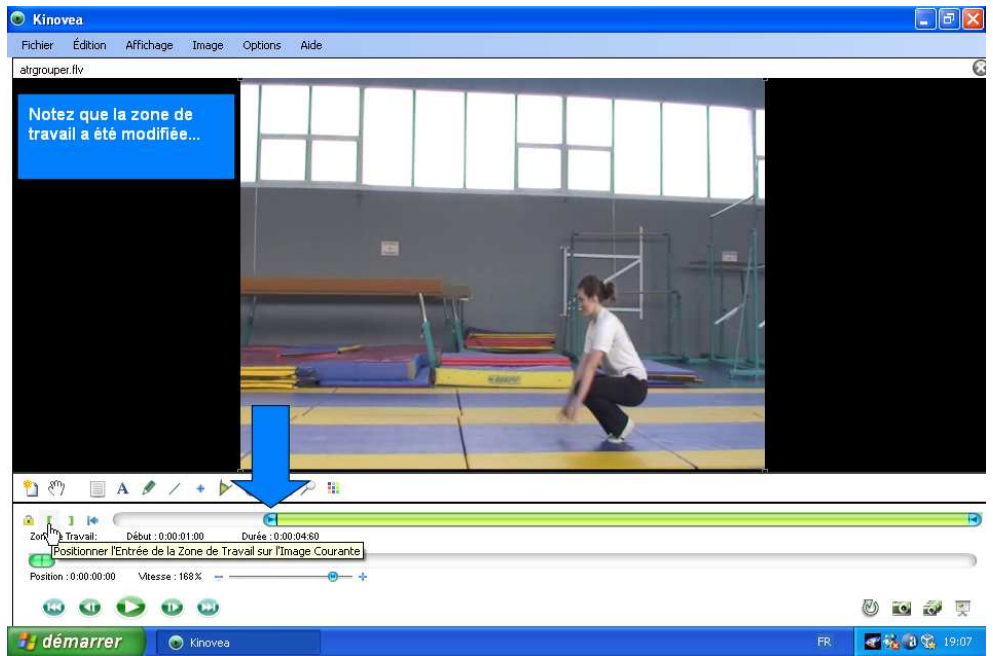 Kinovea
Fichier Édition Affichage Image Options Aide
atrgrouper.flv
Notez que la zone de
travail a été modifiée...
A
Travail: Début : 0:00:01:00 Durée : 0:00:04:60
Positionner l'Entrée de la Zone de Travail sur l'Image Courante
Position : 0:00:00:00 Vitesse : 168%
démarrer Kinovea FR 19:07